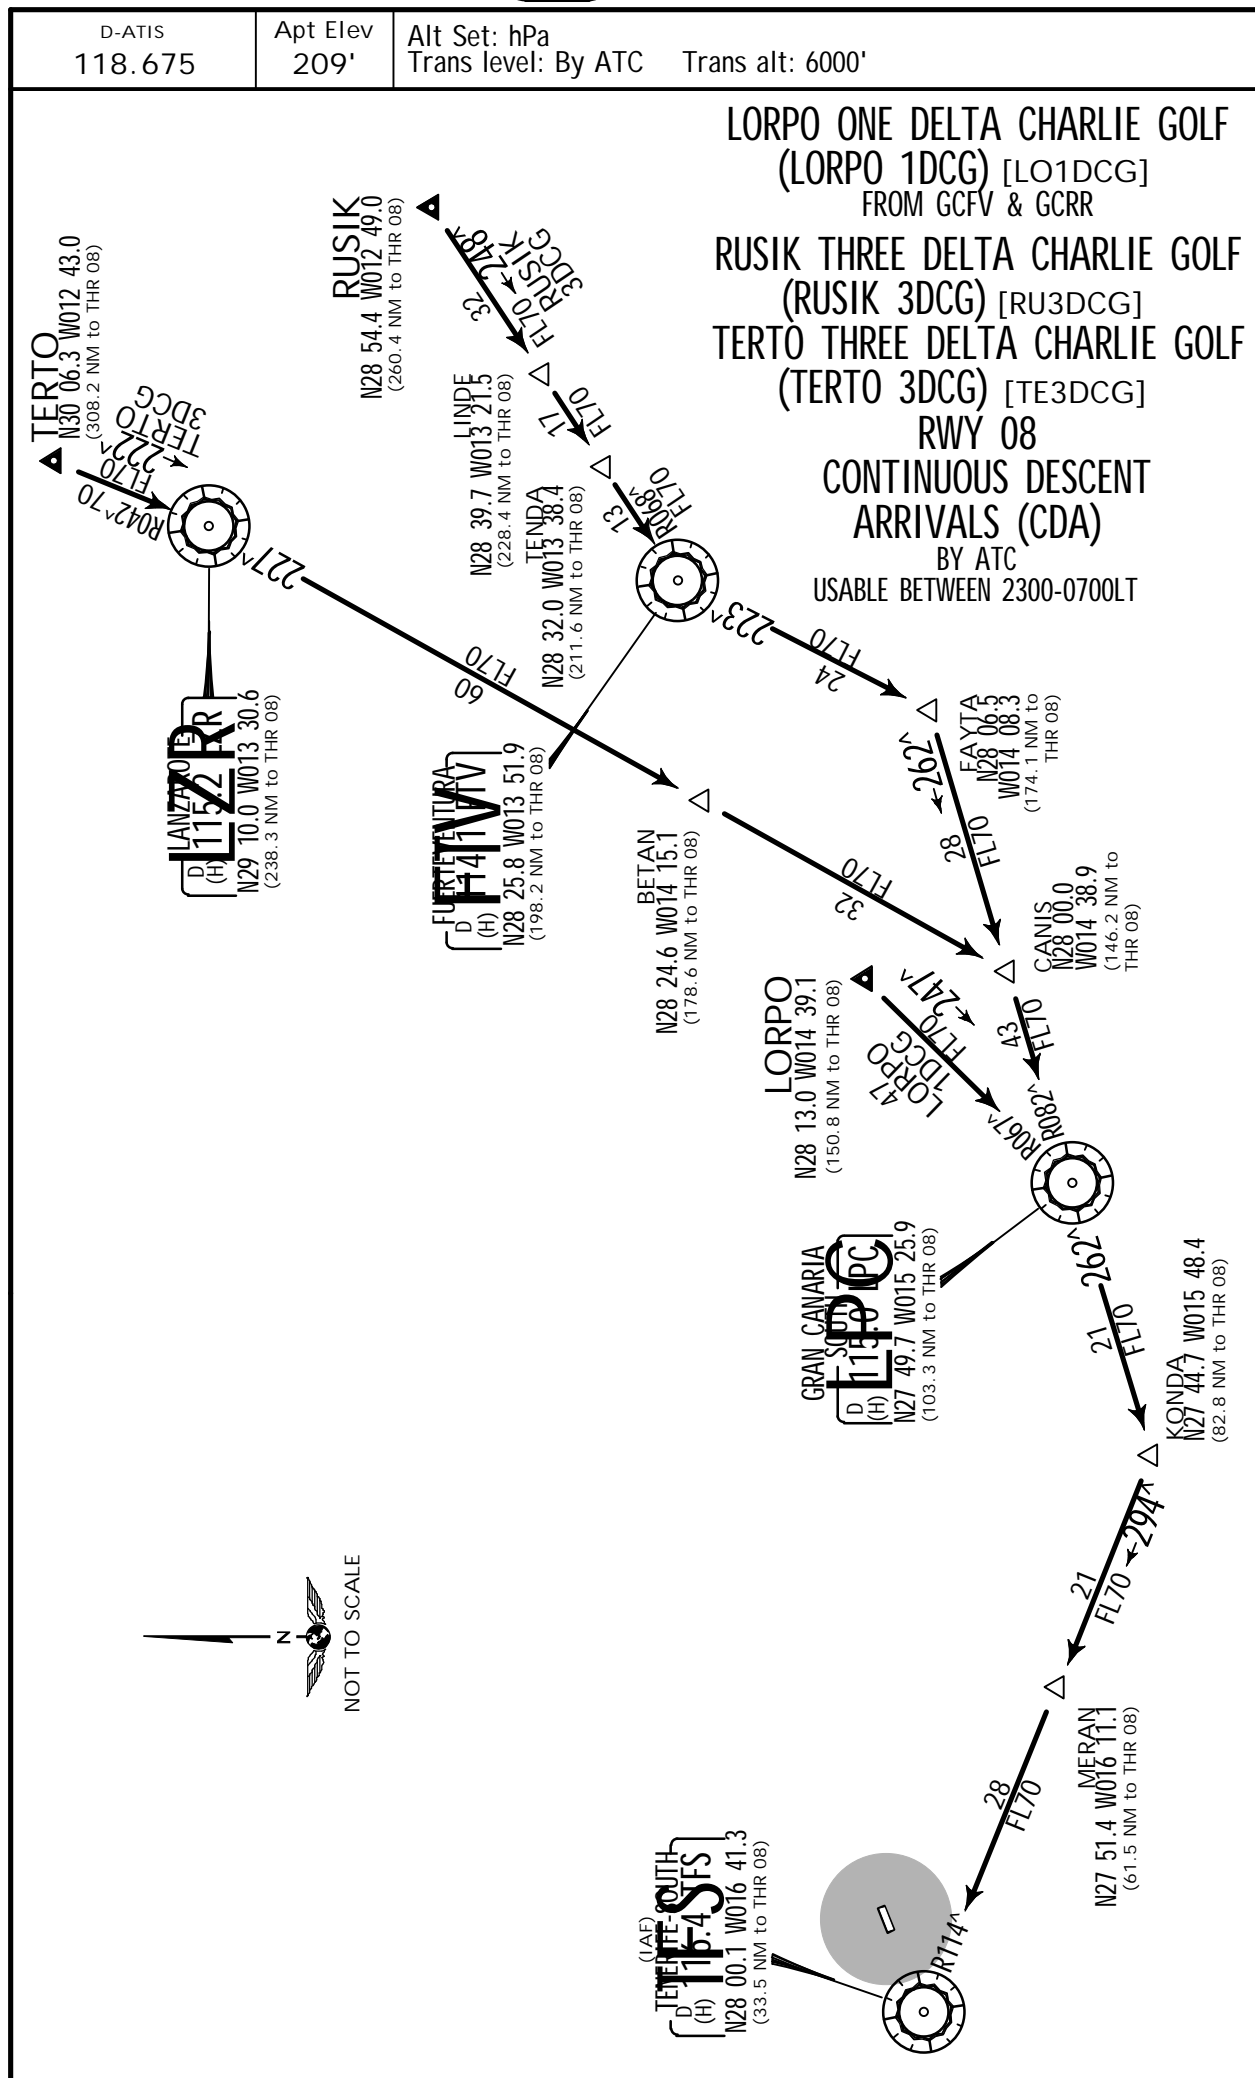 D-ATIS
118.675
Apt Elev
209'
Alt Set: hPa
Trans level: By ATC Trans alt: 6000'
LORPO ONE DELTA CHARLIE GOLF
(LORPO 1DCG) [LO1DCG]
FROM GCFV & GCRR
RUSIK THREE DELTA CHARLIE GOLF
(RUSIK 3DCG) [RU3DCG]
TERTO THREE DELTA CHARLIE GOLF
(TERTO 3DCG) [TE3DCG]
RWY 08
CONTINUOUS DESCENT
ARRIVALS (CDA)
BY ATC
USABLE BETWEEN 2300-0700LT
TERTO
N30 06.3 W012 43.0
(308.2 NM to THR 08)
222^
TERTO
3DCG
FL70
70
R042^
RUSIK
N28 54.4 W012 49.0
(260.4 NM to THR 08)
248^
RUSIK
3DCG
FL70
32
LINDE
N28 39.7 W013 21.5
(228.4 NM to THR 08)
17
FL70
TENDA
N28 32.0 W013 38.4
(211.6 NM to THR 08)
13
FL70
R068^
LANZAROTE
D
(H)
115.2 LZR
N29 10.0 W013 30.6
(238.3 NM to THR 08)
227^
60
FL70
FUERTEVENTURA
D
(H)
114.1 FTV
N28 25.8 W013 51.9
(198.2 NM to THR 08)
223^
24
FL70
FAYTA
N28 06.5
W014 08.3
(174.1 NM to
THR 08)
262^
28
FL70
BETAN
N28 24.6 W014 15.1
(178.6 NM to THR 08)
32
FL70
CANIS
N28 00.0
W014 38.9
(146.2 NM to
THR 08)
43
FL70
R082^
LORPO
N28 13.0 W014 39.1
(150.8 NM to THR 08)
247^
FL70
LORPO
1DCG
47
R067^
GRAN CANARIA
SOUTH
D
(H)
115.0 LPC
N27 49.7 W015 25.9
(103.3 NM to THR 08)
262^
21
FL70
KONDA
N27 44.7 W015 48.4
(82.8 NM to THR 08)
294^
21
FL70
MERAN
N27 51.4 W016 11.1
(61.5 NM to THR 08)
28
FL70
R114^
(IAF)
TENERIFE-SOUTH
D
(H)
116.4 TFS
N28 00.1 W016 41.3
(33.5 NM to THR 08)
N
NOT TO SCALE